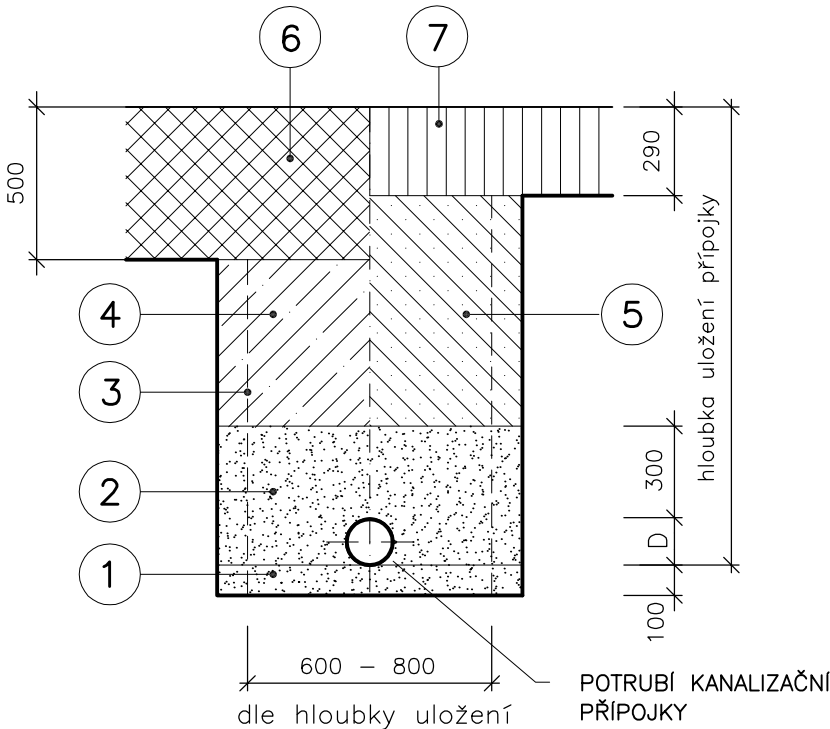 6
7
500
290
hloubka uložení přípojky
4
5
3
2
300
D
1
100
600 – 800
dle hloubky uložení
POTRUBÍ KANALIZAČNÍ
PŘÍPOJKY